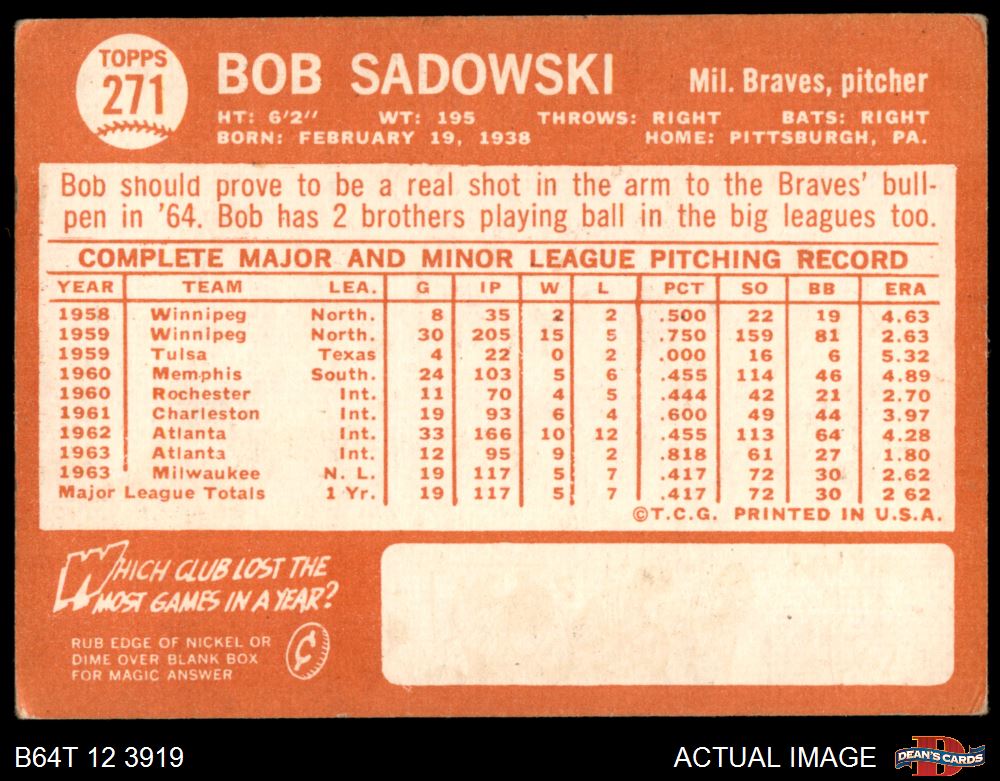 TOPPS
271
BOB SADOWSKI
Mil. Braves, pitcher
HT: 6'2" WT: 195 THROWS: RIGHT BATS: RIGHT
BORN: FEBRUARY 19, 1938 HOME: PITTSBURGH, PA.
Bob should prove to be a real shot in the arm to the Braves' bull-
pen in '64. Bob has 2 brothers playing ball in the big leagues too.
COMPLETE MAJOR AND MINOR LEAGUE PITCHING RECORD
YEAR TEAM LEA. G IP W L PCT SO BB ERA
1958 Winnipeg North. 8 35 2 2 .500 22 19 4.63
1959 Winnipeg North. 30 205 15 5 .750 159 81 2.63
1959 Tulsa Texas 4 22 0 2 .000 16 6 5.32
1960 Memphis South. 24 103 5 6 .455 114 46 4.89
1960 Rochester Int. 11 70 4 5 .444 42 21 2.70
1961 Charleston Int. 19 93 6 4 .600 49 44 3.97
1962 Atlanta Int. 33 166 10 12 .455 113 64 4.28
1963 Atlanta Int. 12 95 9 2 .818 61 27 1.80
1963 Milwaukee N. L. 19 117 5 7 .417 72 30 2.62
Major League Totals 1 Yr. 19 117 5 7 .417 72 30 2 62
©T.C.G. PRINTED IN U.S.A.
WHICH CLUB LOST THE
MOST GAMES IN A YEAR?
RUB EDGE OF NICKEL OR
DIME OVER BLANK BOX
FOR MAGIC ANSWER
¢
B64T 12 3919
ACTUAL IMAGE
D
DEAN'S CARDS